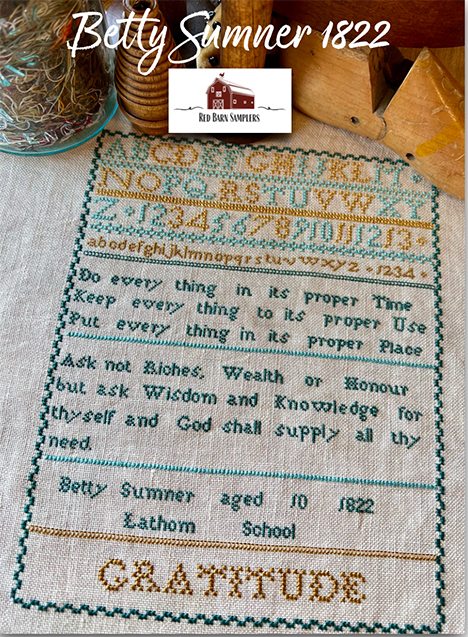 Betty Sumner 1822
RED BARN SAMPLERS
ABCDEFGHIJKLM
NOPQRSTUVWXY
Z • 12345678910111213 •
abcdefghijklmnopqrstuvwxyz • 1234 •
Do every thing in its proper Time
Keep every thing to its proper Use
Put every thing in its proper Place
Ask not Riches, Wealth or Honour
but ask Wisdom and Knowledge for
thyself and God shall supply all thy
need.
Betty Sumner aged 10 1822
Lathom School
GRATITUDE